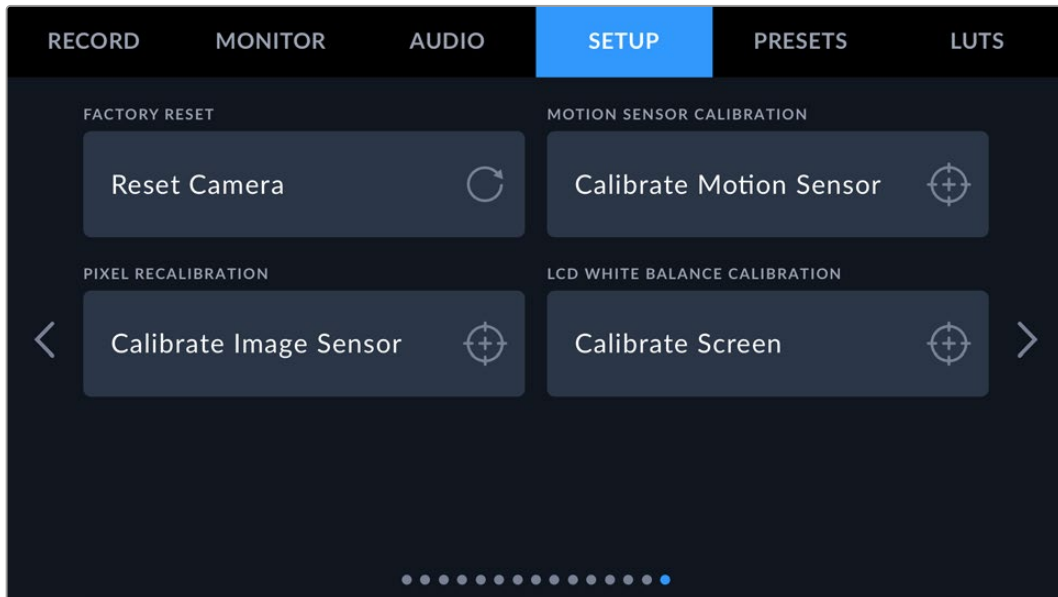 RECORD MONITOR AUDIO SETUP PRESETS LUTS
FACTORY RESET
Reset Camera
MOTION SENSOR CALIBRATION
Calibrate Motion Sensor
PIXEL RECALIBRATION
Calibrate Image Sensor
LCD WHITE BALANCE CALIBRATION
Calibrate Screen